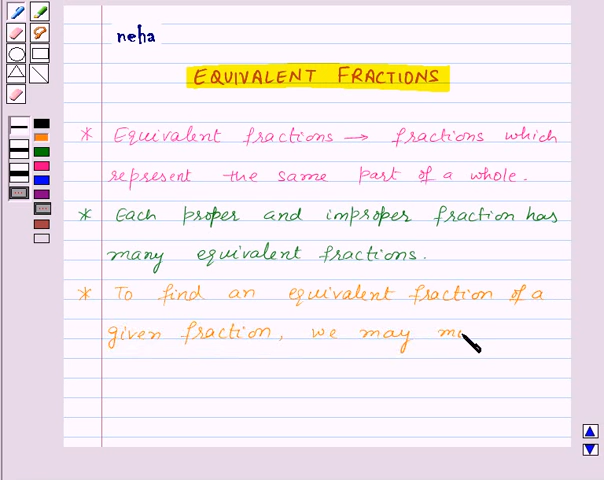 neha
EQUIVALENT FRACTIONS
* Equivalent fractions → fractions which
represent the same part of a whole.
* Each proper and improper fraction has
many equivalent fractions.
* To find an equivalent fraction of a
given fraction, we may m